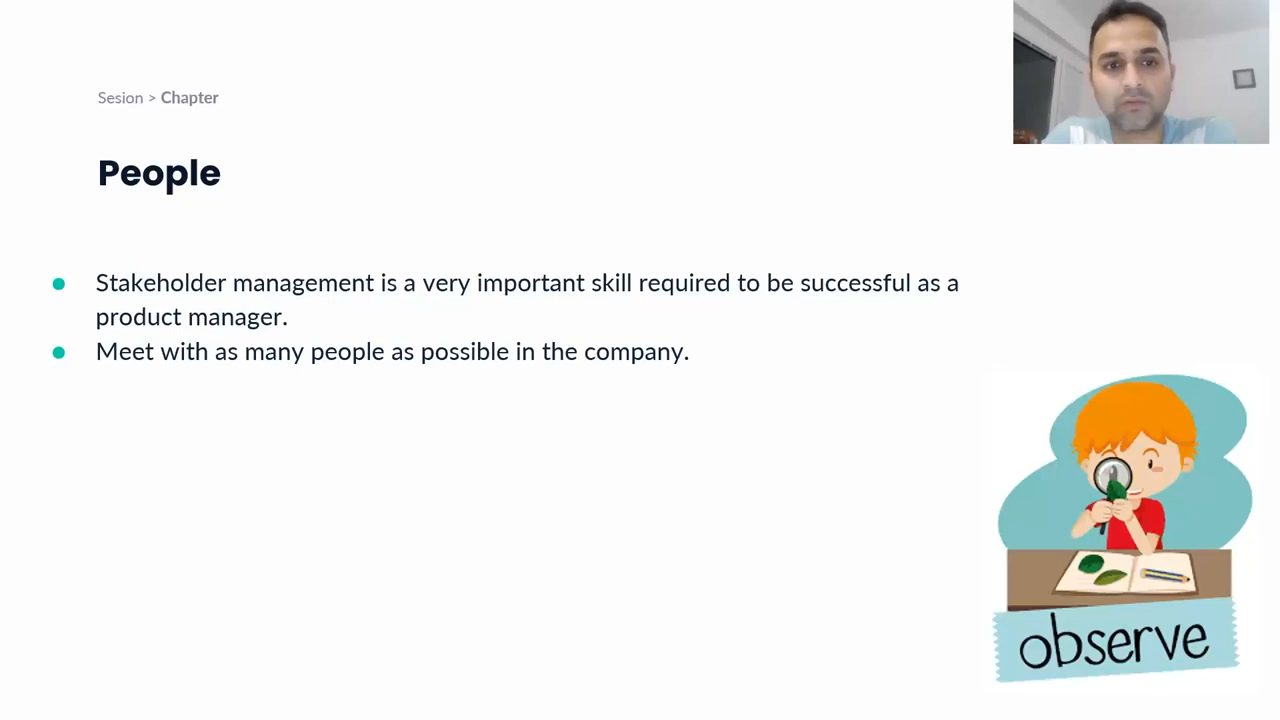 Sesion > Chapter
People
Stakeholder management is a very important skill required to be successful as a
product manager.
Meet with as many people as possible in the company.
observe